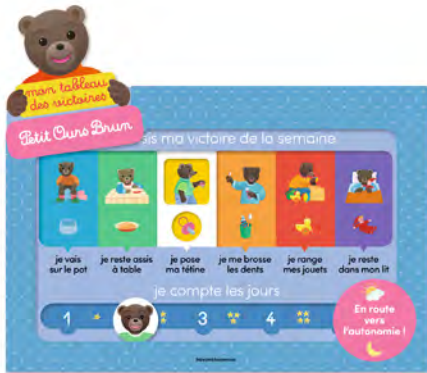 mon tableau
des victoires
Petit Ours Brun
ma victoire de la semaine
je vais
sur le pot
je reste assis
à table
je pose
ma tétine
je me brosse
les dents
je range
mes jouets
je reste
dans mon lit
je compte les jours
1
3
4
En route
vers
l'autonomie !